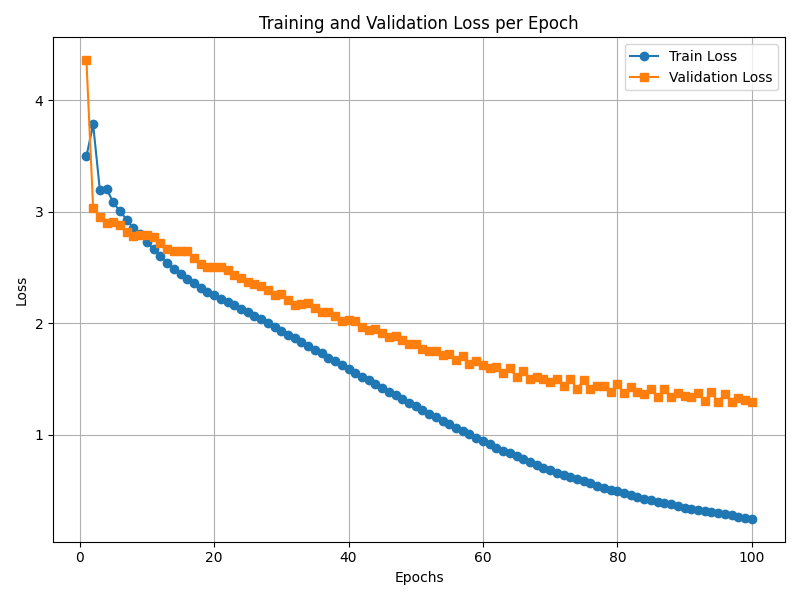 Training and Validation Loss per Epoch
Train Loss
Validation Loss
4
3
2
1
Loss
0 20 40 60 80 100
Epochs